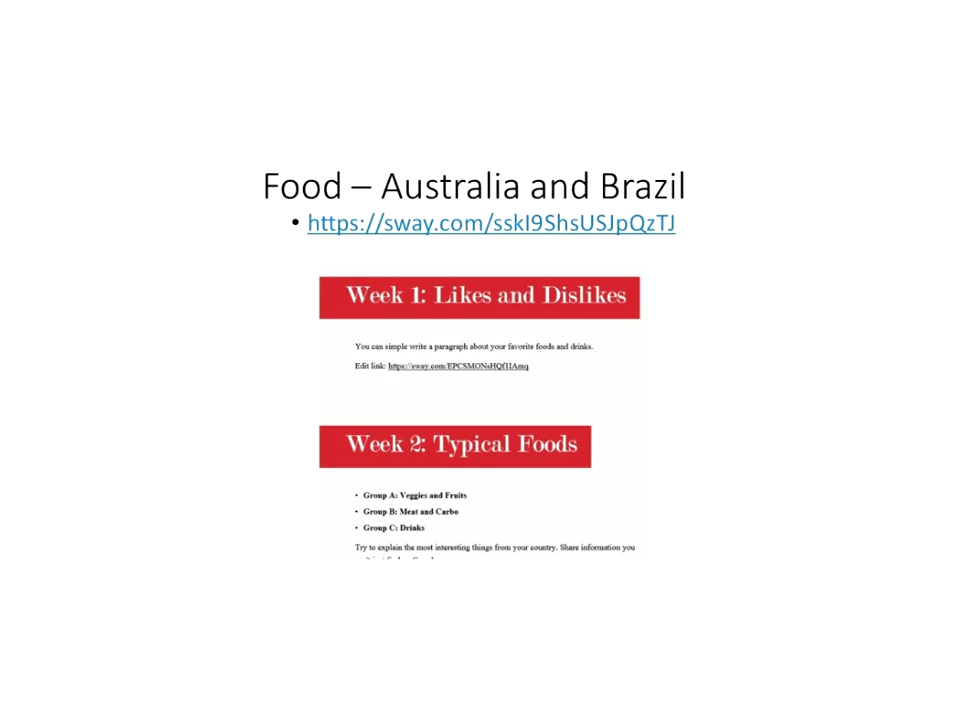 Food – Australia and Brazil
• https://sway.com/sskI9ShsUSJpQzTJ
Week 1: Likes and Dislikes
You can simple write a paragraph about your favorite foods and drinks.
Edit link: https://sway.com/EPCSMONsHQf1IAmq
Week 2: Typical Foods
• Group A: Veggies and Fruits
• Group B: Meat and Carbo
• Group C: Drinks
Try to explain the most interesting things from your country. Share information you